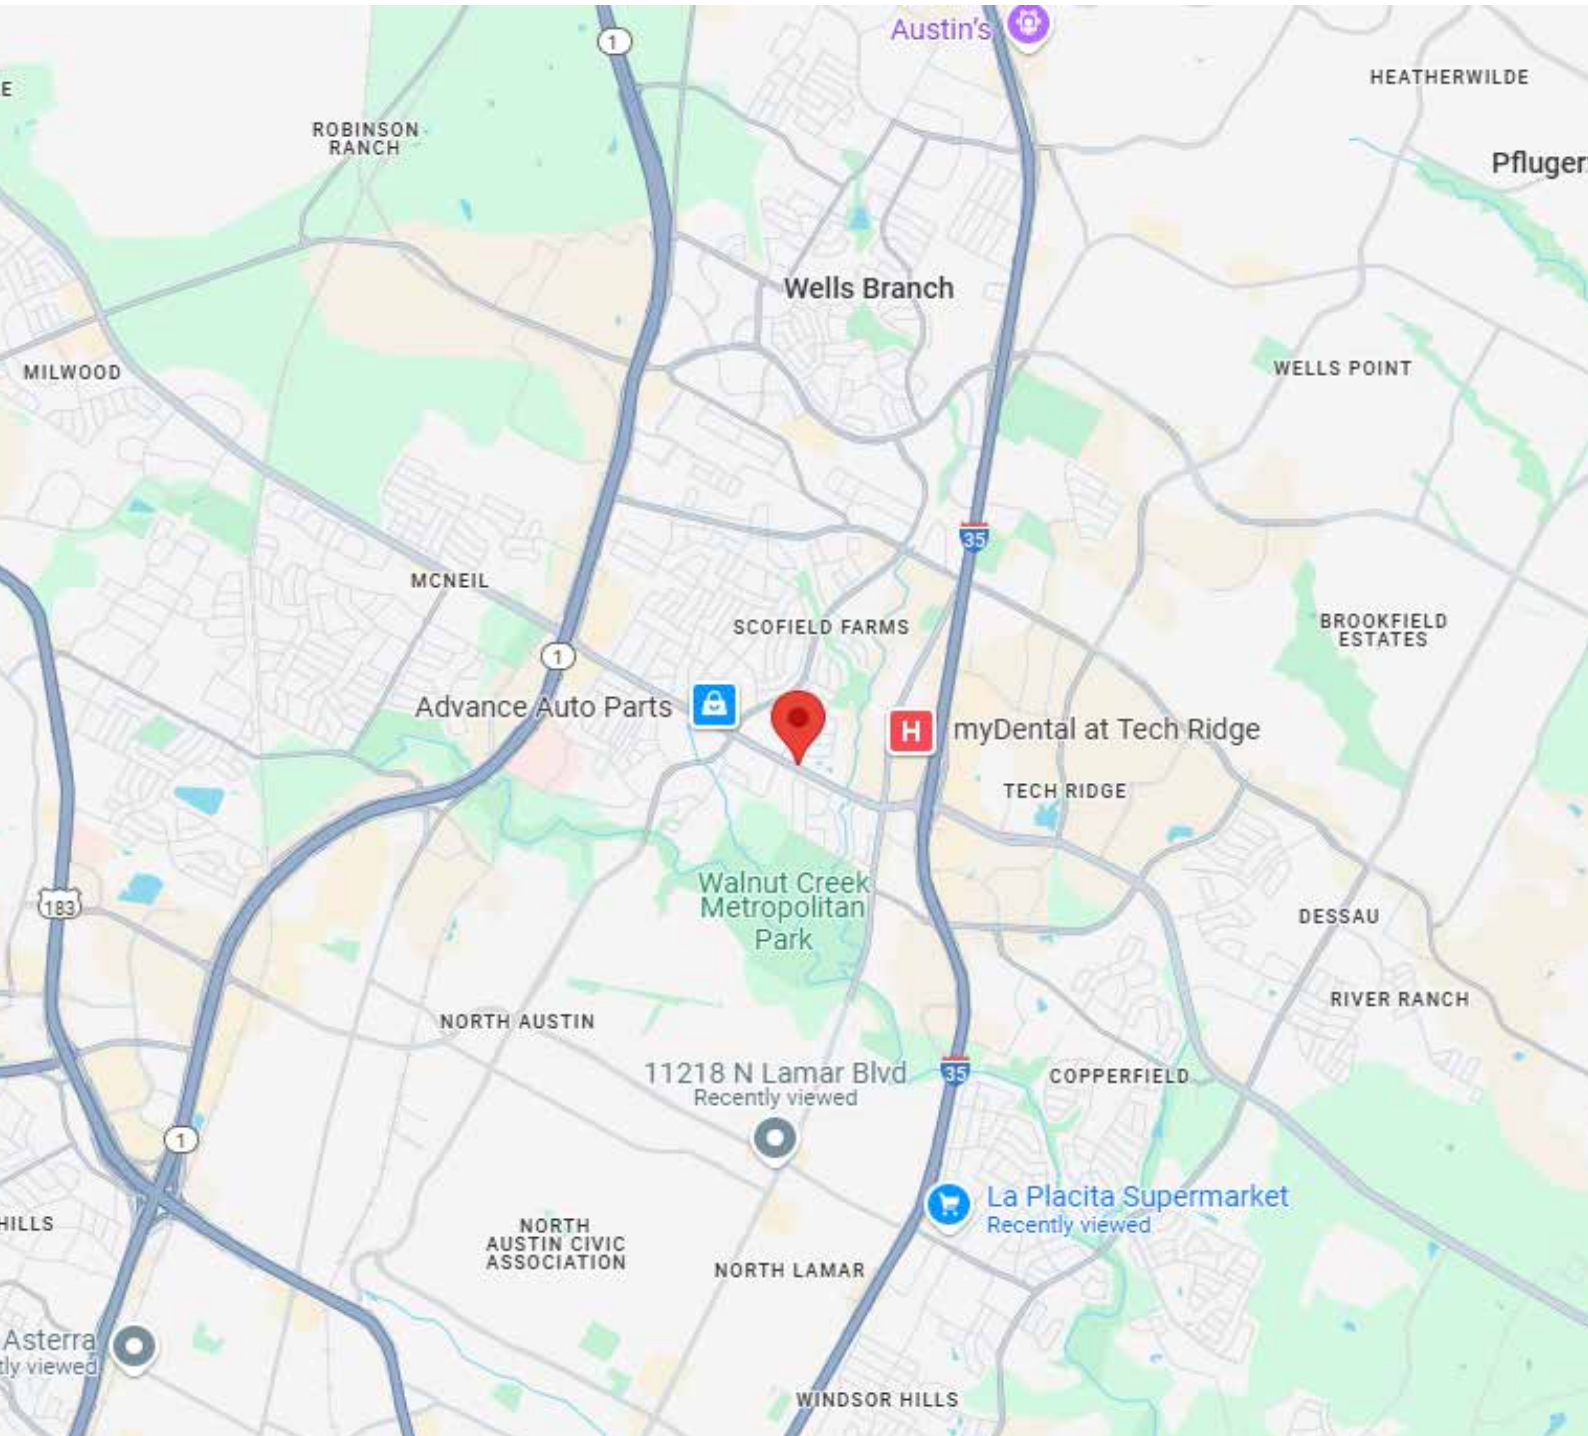 Austin's
1
HEATHERWILDE
E
ROBINSON
RANCH
Pfluger
Wells Branch
MILWOOD
WELLS POINT
35
MCNEIL
SCOFIELD FARMS
BROOKFIELD
ESTATES
1
Advance Auto Parts
H
myDental at Tech Ridge
TECH RIDGE
Walnut Creek
Metropolitan
Park
183
DESSAU
RIVER RANCH
NORTH AUSTIN
11218 N Lamar Blvd
Recently viewed
35
COPPERFIELD
1
La Placita Supermarket
Recently viewed
HILLS
NORTH
AUSTIN CIVIC
ASSOCIATION
NORTH LAMAR
Asterra
tly viewed
WINDSOR HILLS